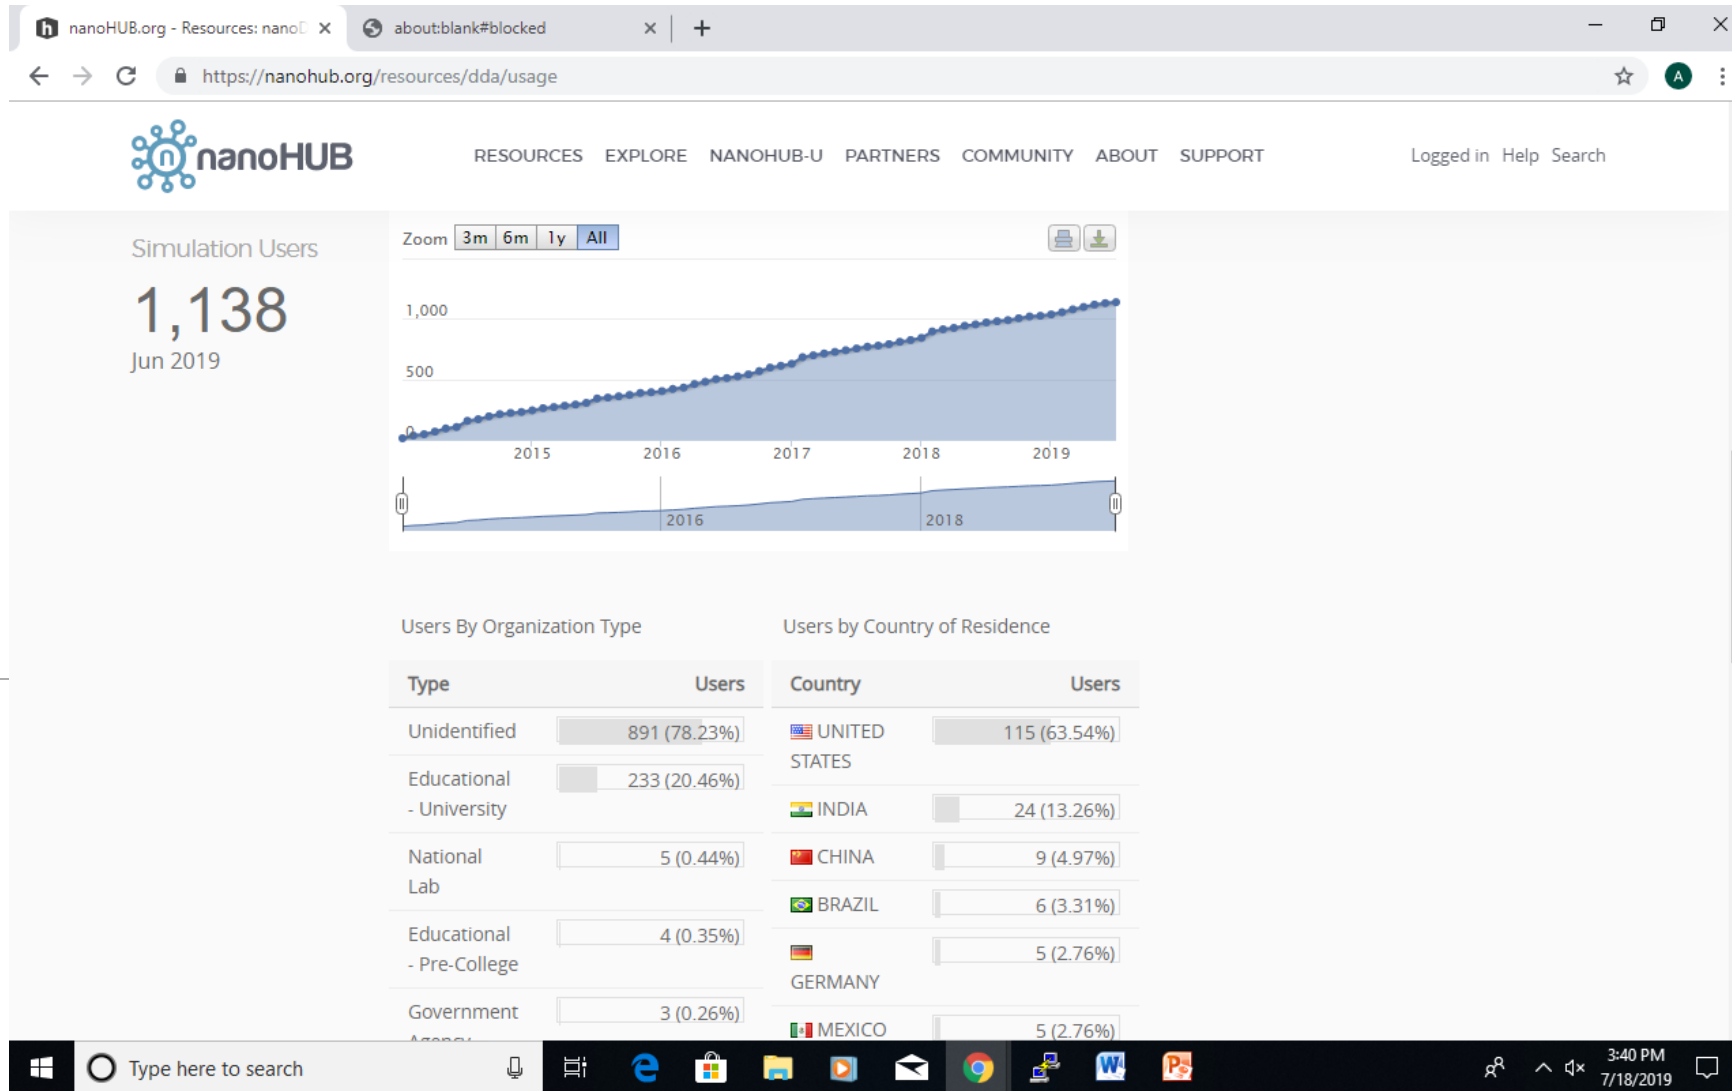 nanoHUB.org - Resources: nanoD
about:blank#blocked
https://nanohub.org/resources/dda/usage
A
nanoHUB
RESOURCES EXPLORE NANOHUB-U PARTNERS COMMUNITY ABOUT SUPPORT
Logged in Help Search
Simulation Users
1,138
Jun 2019
Zoom 3m 6m 1y All
1,000
500
0
2015 2016 2017 2018 2019
2016 2018
Users By Organization Type
Type Users
Unidentified 891 (78.23%)
Educational 233 (20.46%)
- University
National 5 (0.44%)
Lab
Educational 4 (0.35%)
- Pre-College
Government 3 (0.26%)
Agency
Users by Country of Residence
Country Users
UNITED 115 (63.54%)
STATES
INDIA 24 (13.26%)
CHINA 9 (4.97%)
BRAZIL 6 (3.31%)
5 (2.76%)
GERMANY
MEXICO 5 (2.76%)
Type here to search
3:40 PM
7/18/2019